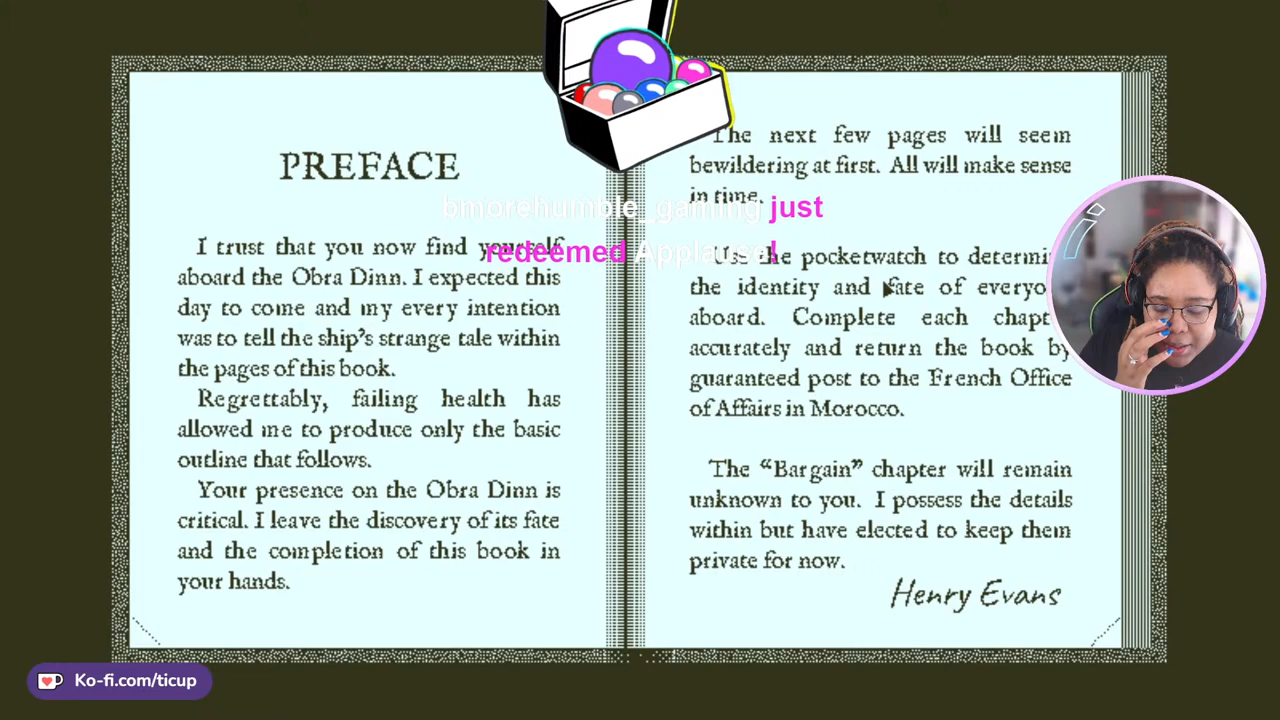 PREFACE
I trust that you now find yourself
aboard the Obra Dinn. I expected this
day to come and my every intention
was to tell the ship's strange tale within
the pages of this book.
Regrettably, failing health has
allowed me to produce only the basic
outline that follows.
Your presence on the Obra Dinn is
critical. I leave the discovery of its fate
and the completion of this book in
your hands.
The next few pages will seem
bewildering at first. All will make sense
in time.
Use the pocketwatch to determi
the identity and fate of everyo
aboard. Complete each chapt
accurately and return the book by
guaranteed post to the French Office
of Affairs in Morocco.
The “Bargain” chapter will remain
unknown to you. I possess the details
within but have elected to keep them
private for now.
Henry Evans
bmorehumble_gaming just
redeemed Applause!
Ko-fi.com/ticup